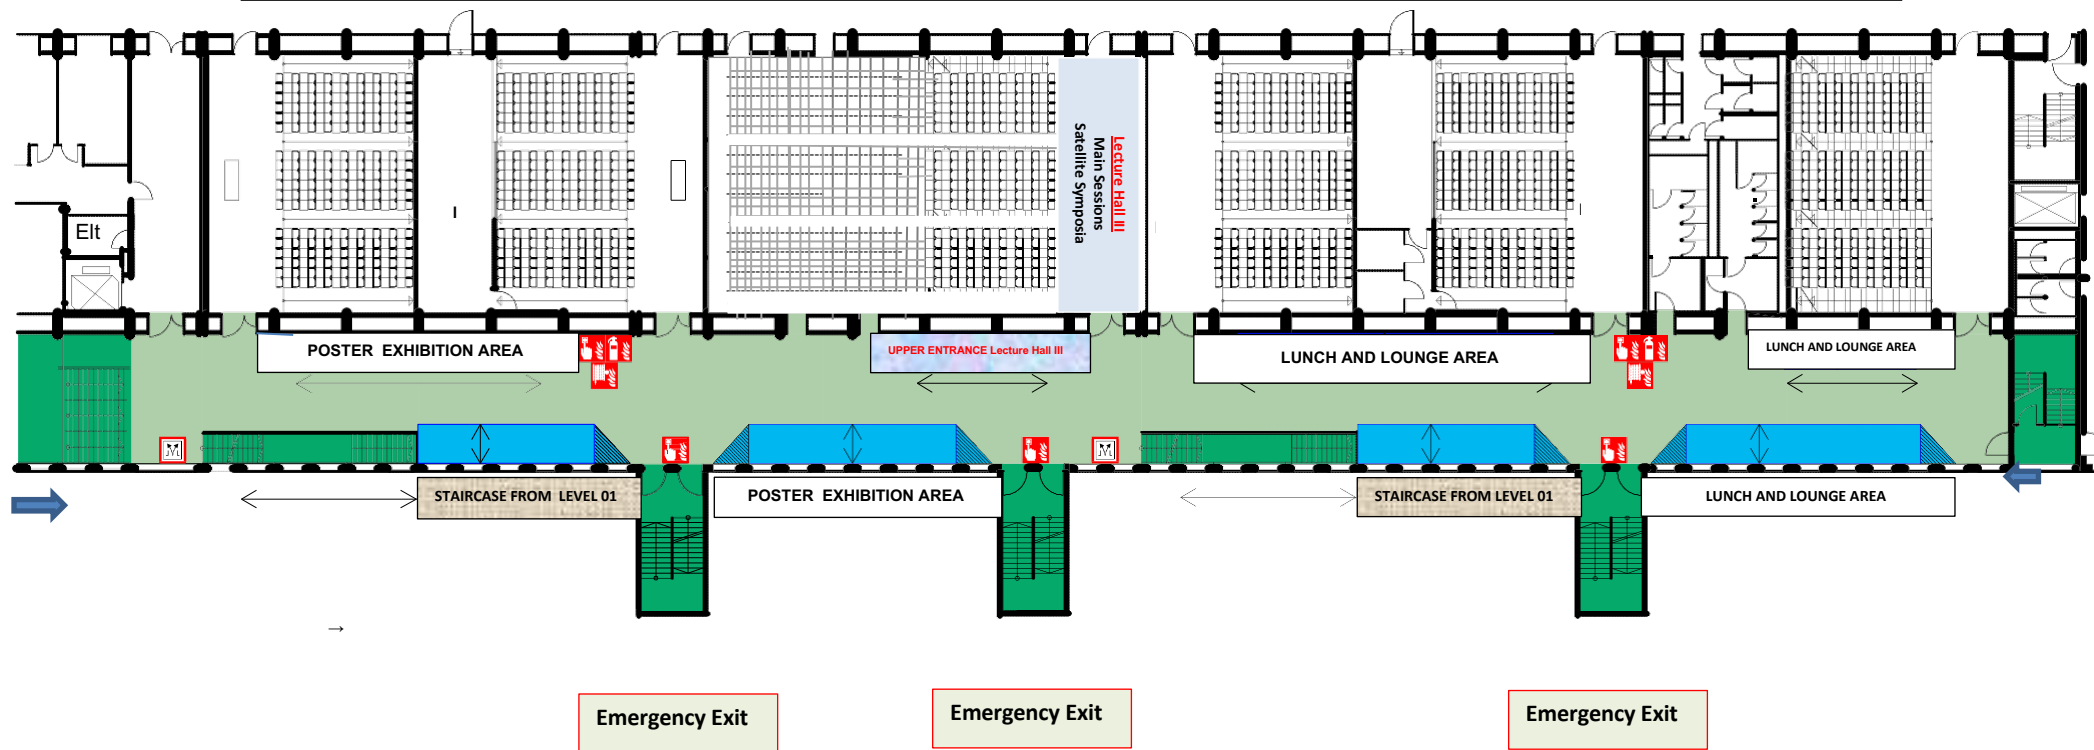 Lecture Hall III
Main Sessions
Satellite Symposia
I
Elt
POSTER EXHIBITION AREA
UPPER ENTRANCE Lecture Hall III
LUNCH AND LOUNGE AREA
LUNCH AND LOUNGE AREA
STAIRCASE FROM LEVEL 01
POSTER EXHIBITION AREA
STAIRCASE FROM LEVEL 01
LUNCH AND LOUNGE AREA
→
Emergency Exit
Emergency Exit
Emergency Exit